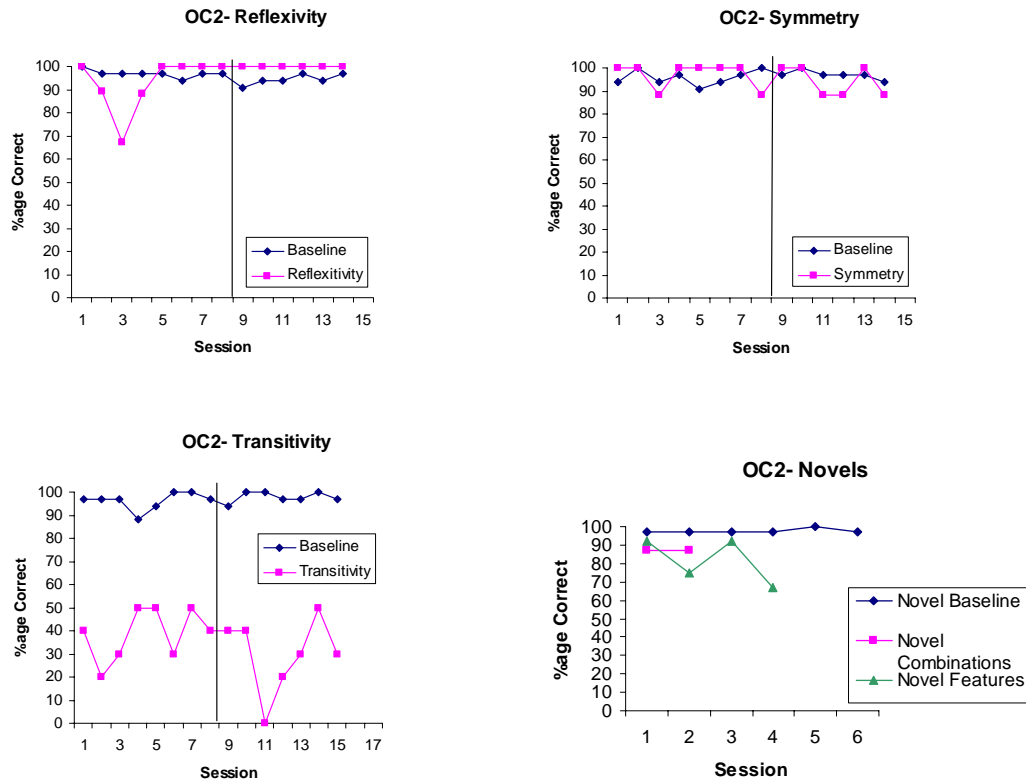 OC2- Reflexivity
100
90
80
70
60
50
40
30
20
10
0
%age Correct
Baseline
Reflexitivity
1 3 5 7 9 11 13 15
Session
OC2- Symmetry
100
90
80
70
60
50
40
30
20
10
0
%age Correct
Baseline
Symmetry
1 3 5 7 9 11 13 15
Session
OC2- Transitivity
100
90
80
70
60
50
40
30
20
10
0
%age Correct
Baseline
Transitivity
1 3 5 7 9 11 13 15 17
Session
OC2- Novels
100
90
80
70
60
50
40
30
20
10
0
%age Correct
Novel Baseline
Novel
Combinations
Novel Features
1 2 3 4 5 6
Session